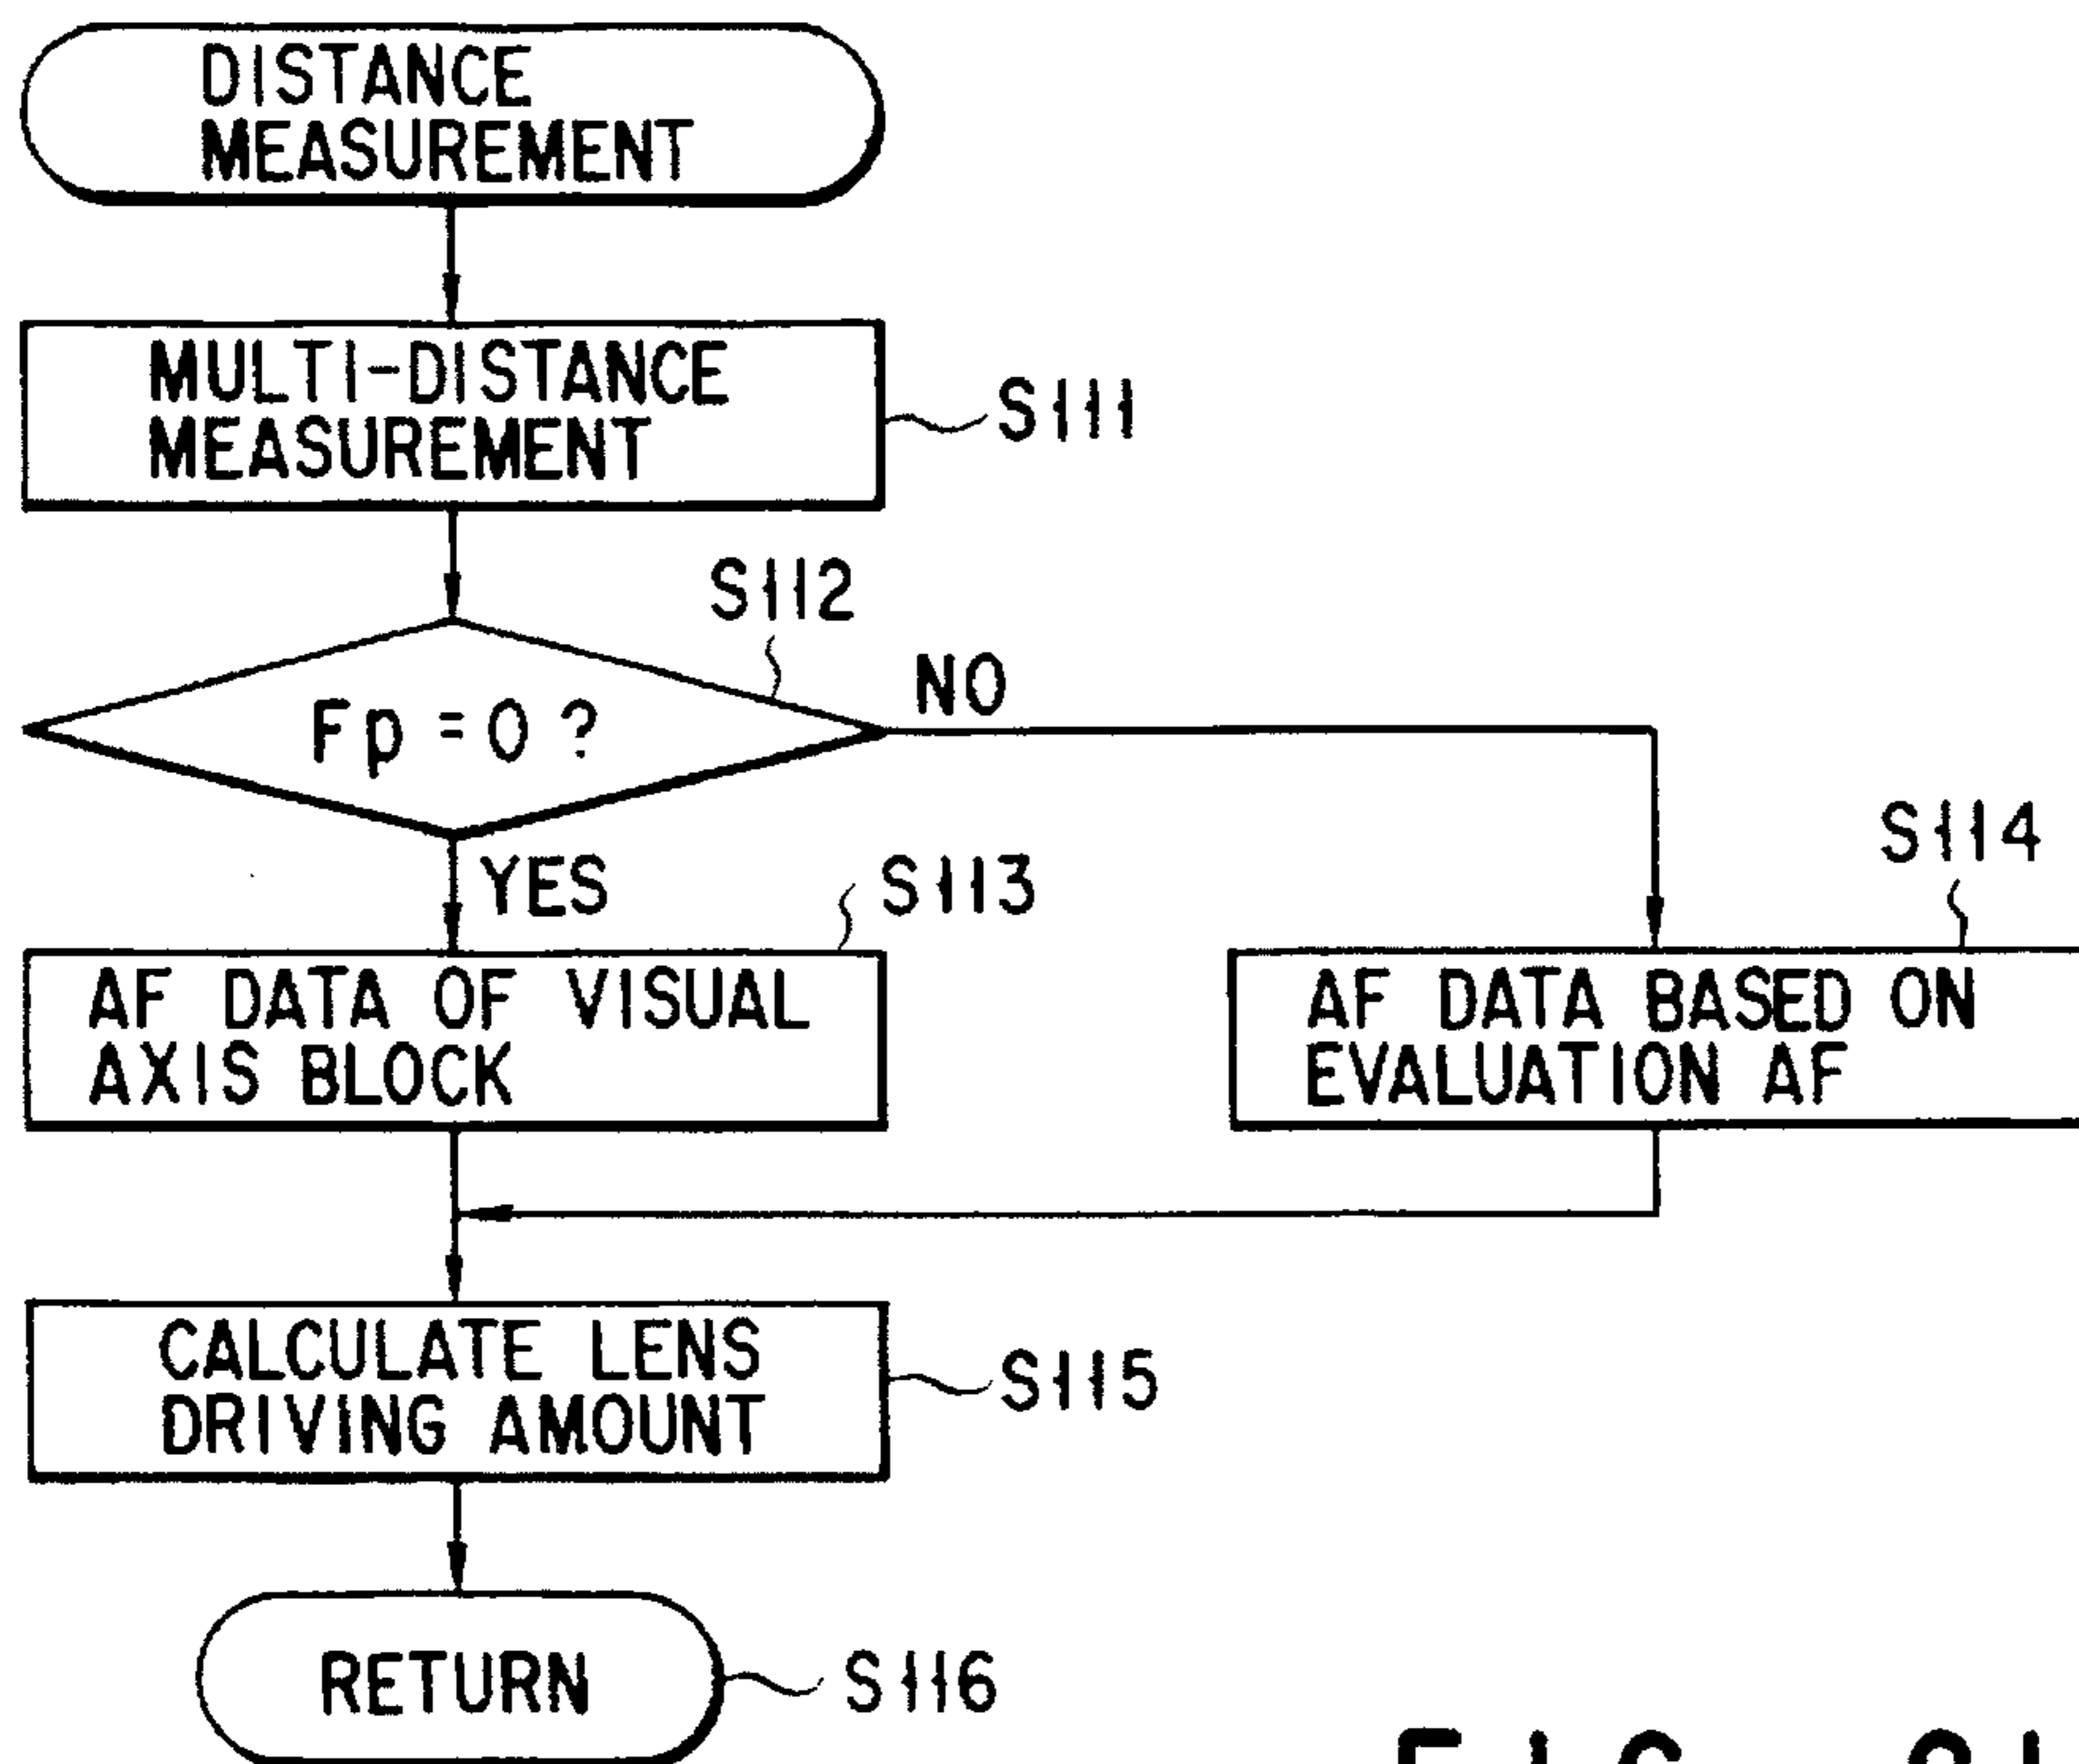 DISTANCE
MEASUREMENT
MULTI-DISTANCE
MEASUREMENT
S111
S112
Fp = 0 ?
NO
YES
S113
S114
AF DATA OF VISUAL
AXIS BLOCK
AF DATA BASED ON
EVALUATION AF
CALCULATE LENS
DRIVING AMOUNT
S115
RETURN
S116